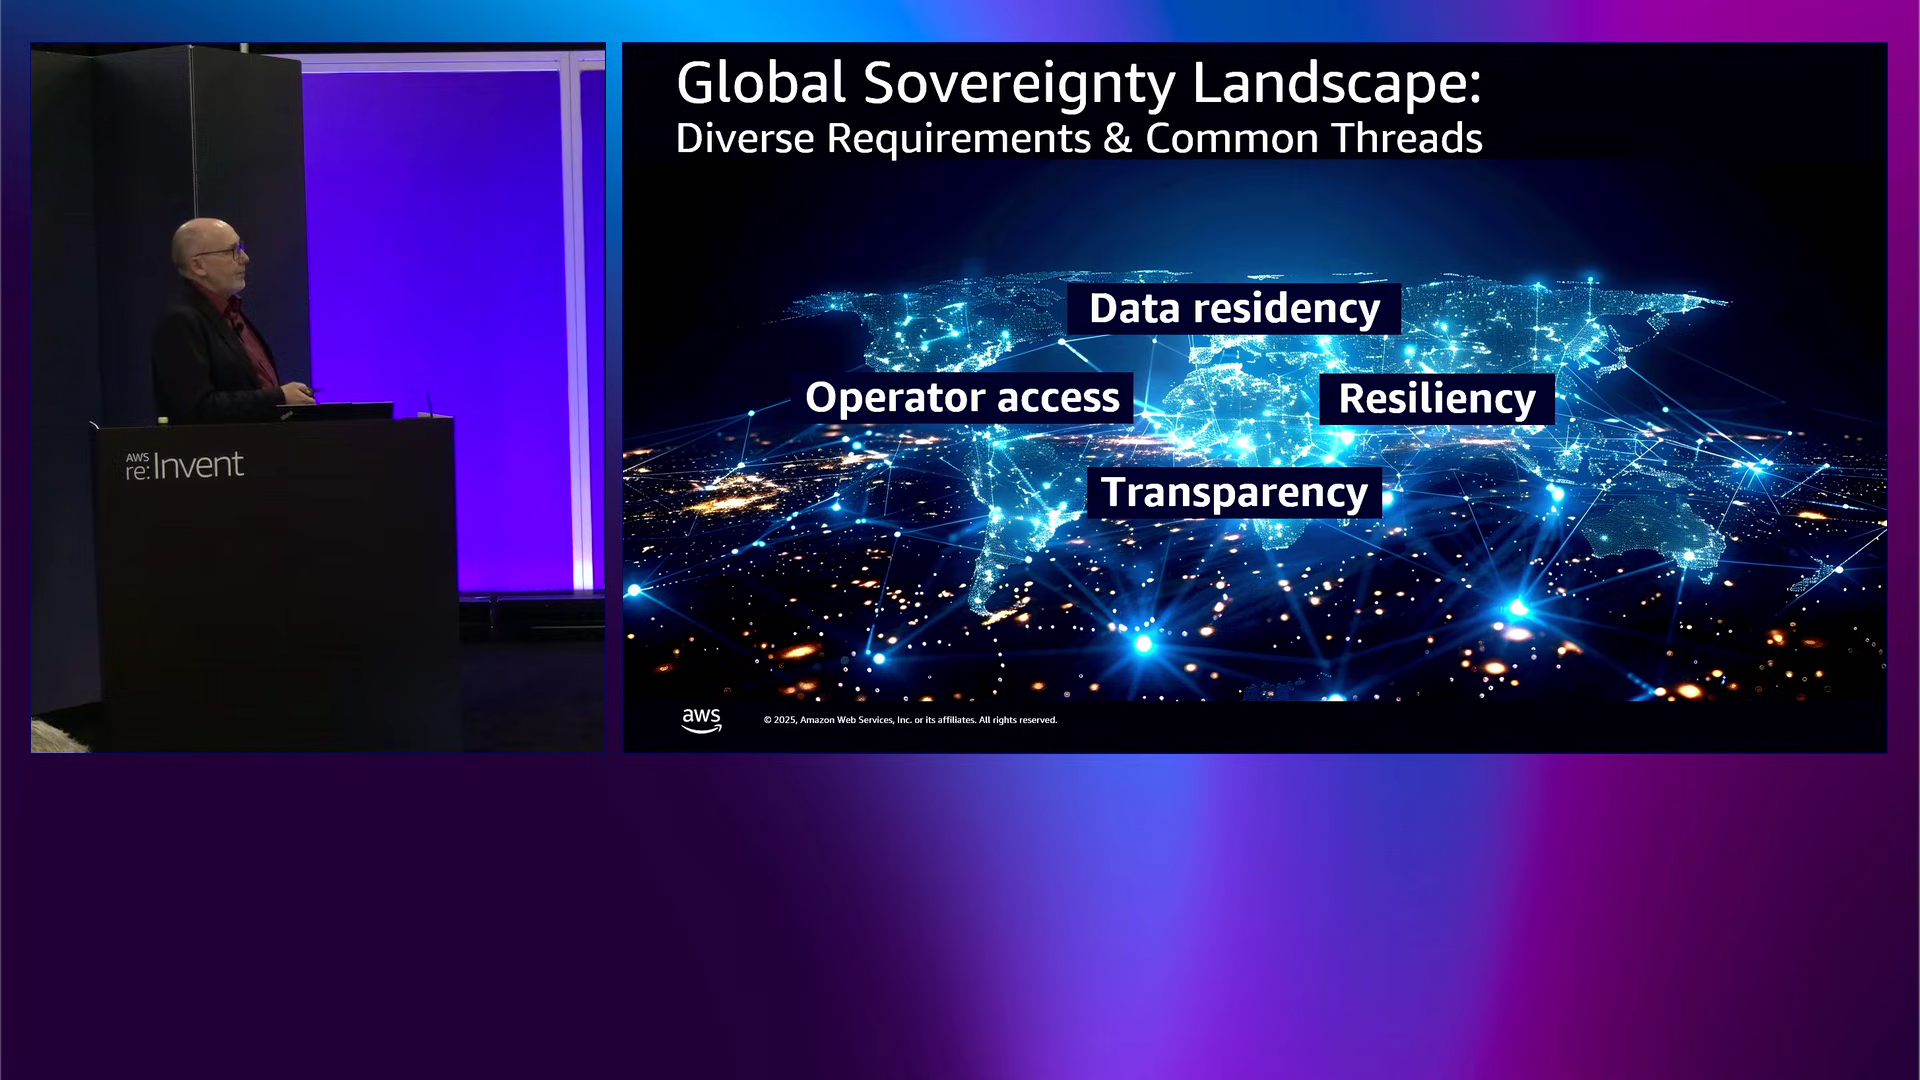 Global Sovereignty Landscape:
Diverse Requirements & Common Threads
Data residency
Operator access
Resiliency
Transparency
aws
© 2025, Amazon Web Services, Inc. or its affiliates. All rights reserved.
AWS
re:Invent